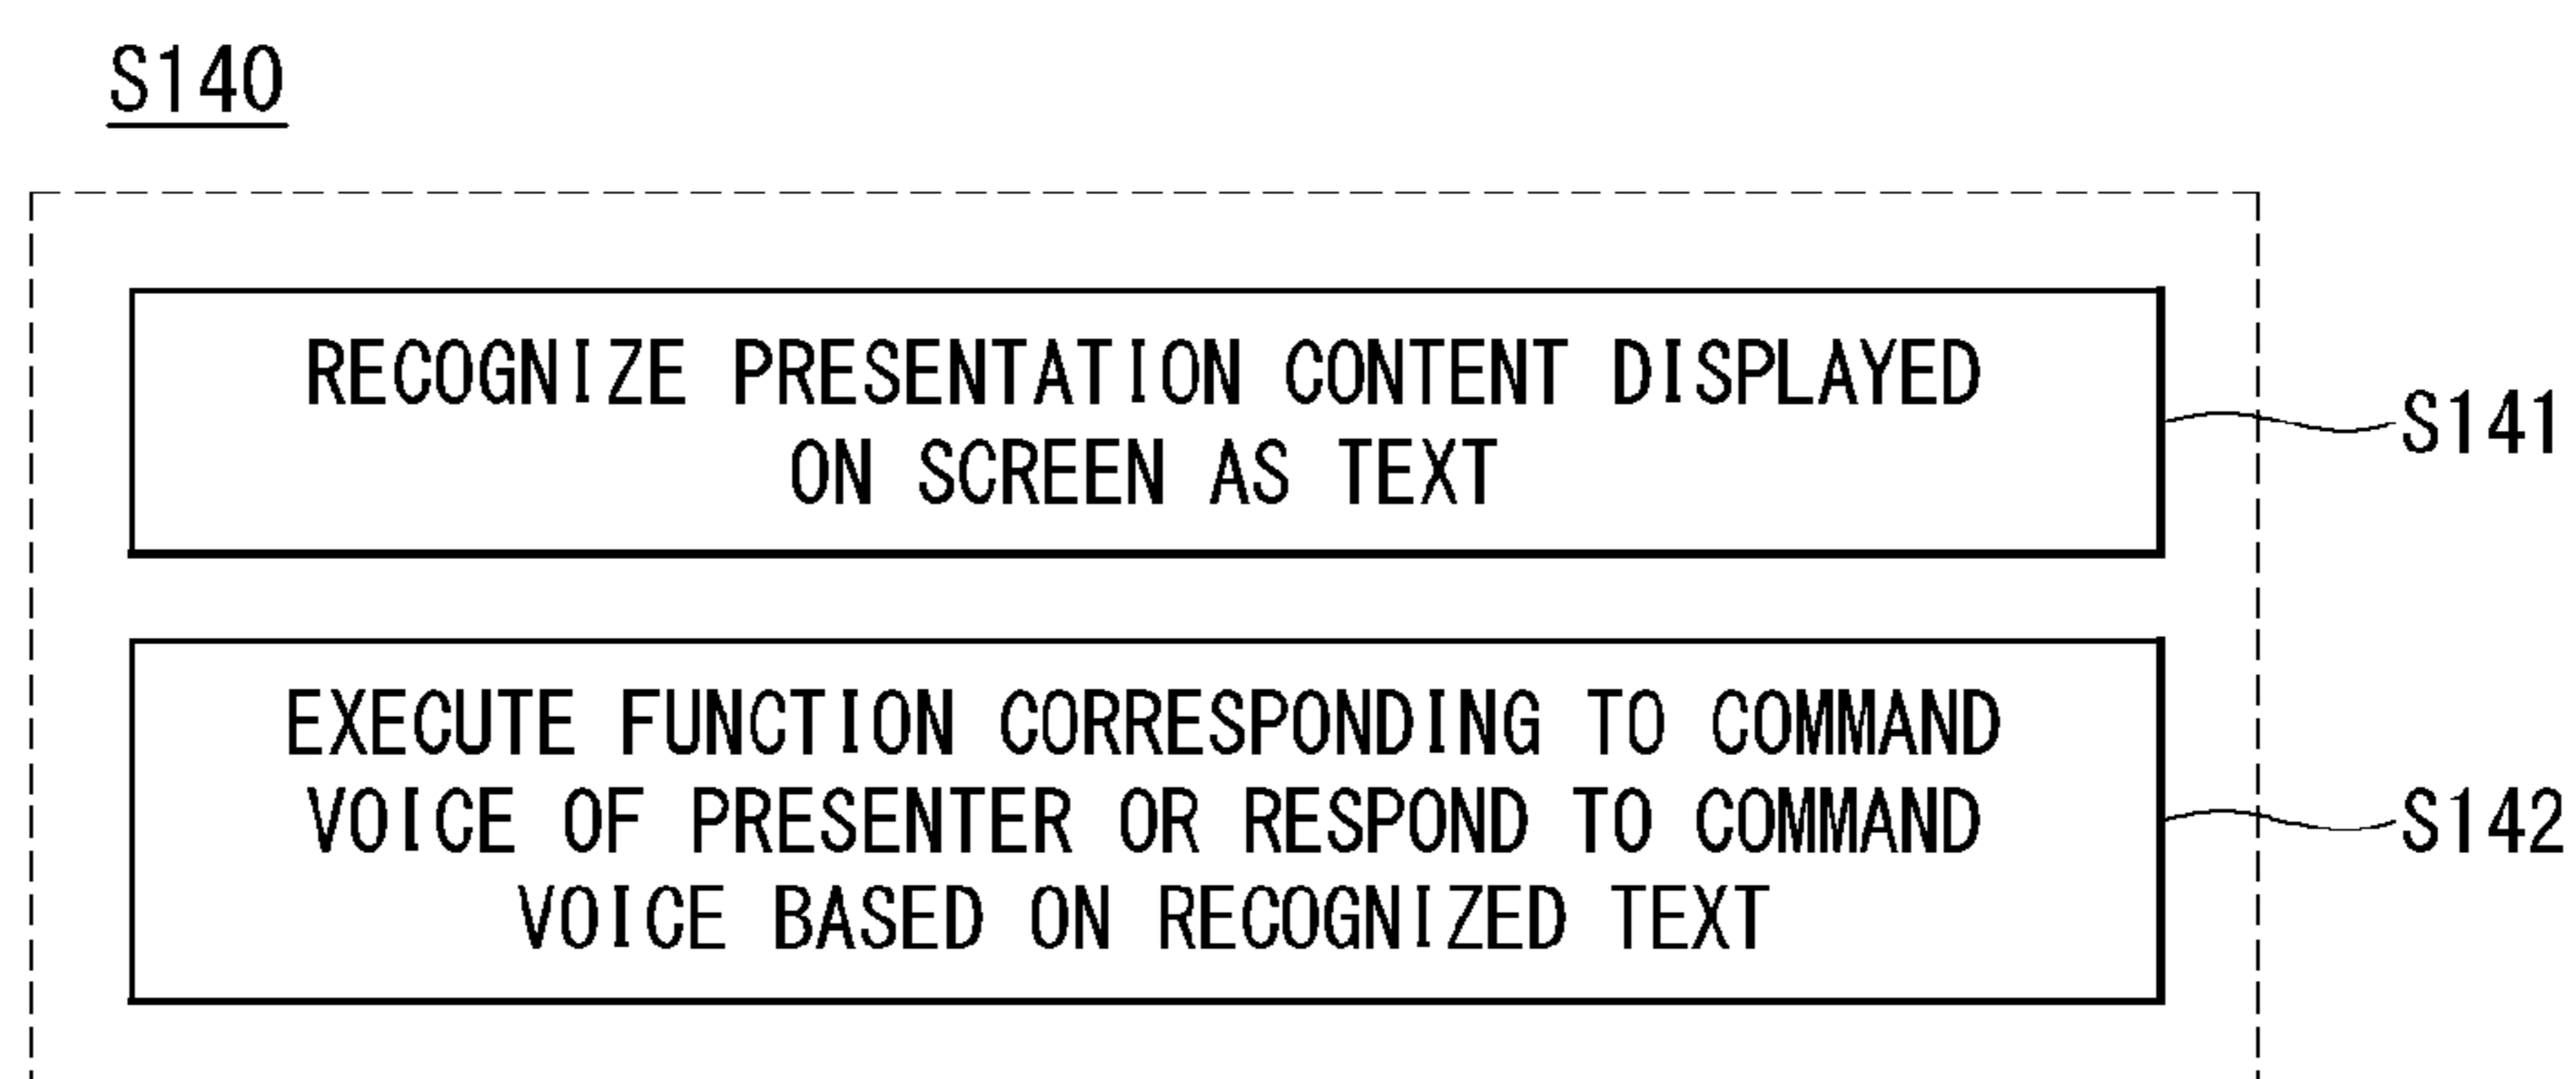 S140
RECOGNIZE PRESENTATION CONTENT DISPLAYED
ON SCREEN AS TEXT
S141
EXECUTE FUNCTION CORRESPONDING TO COMMAND
VOICE OF PRESENTER OR RESPOND TO COMMAND
VOICE BASED ON RECOGNIZED TEXT
S142